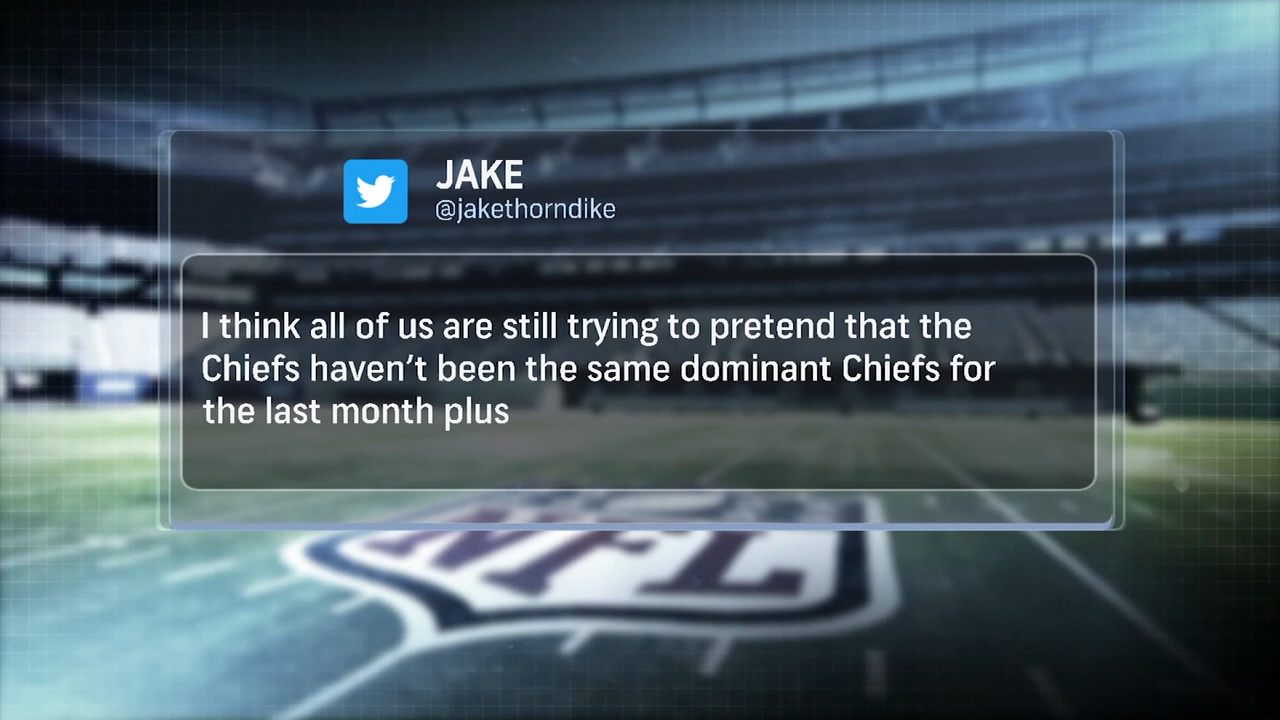 JAKE
@jakethorndike
I think all of us are still trying to pretend that the
Chiefs haven't been the same dominant Chiefs for
the last month plus
NFL